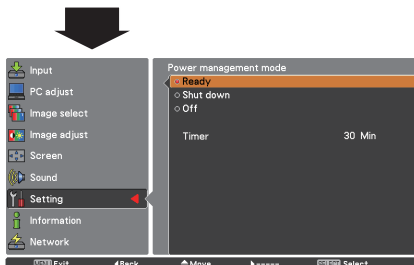 Input
PC adjust
Image select
Image adjust
Screen
Sound
Setting
Information
Network
Power management mode
Ready
Shut down
Off
Timer 30 Min
Exit Back Move Select